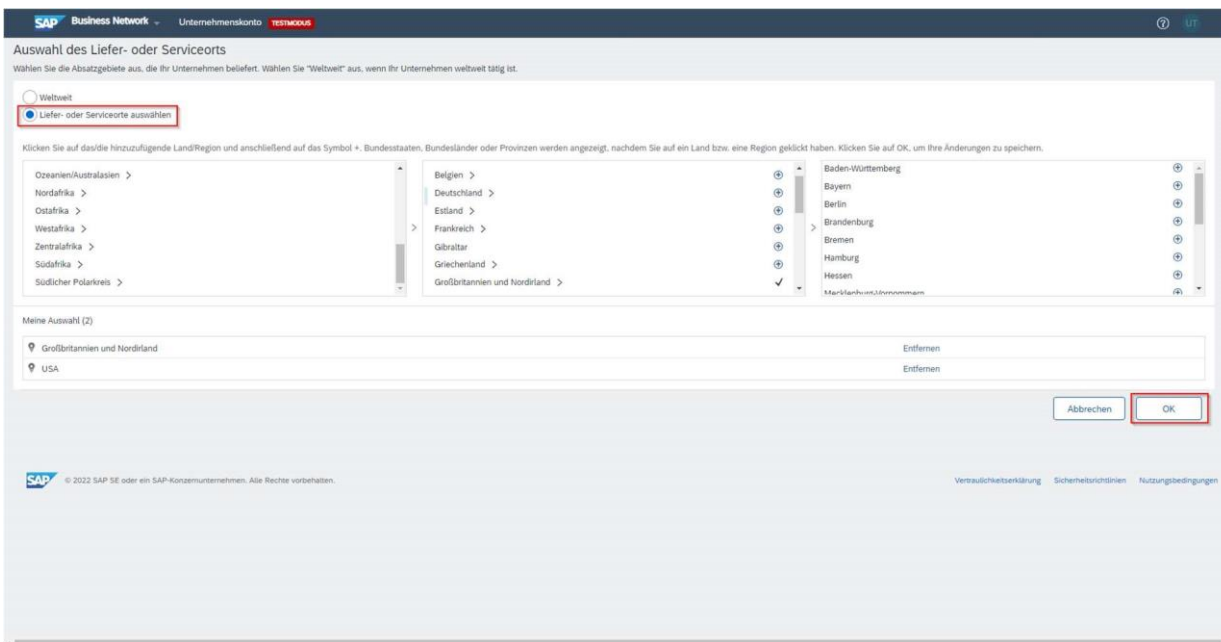 SAP Business Network Unternehmenskonto TESTMODUS UT
Auswahl des Liefer- oder Serviceorts
Wählen Sie die Absatzgebiete aus, die Ihr Unternehmen beliefert. Wählen Sie "Weltweit" aus, wenn Ihr Unternehmen weltweit tätig ist.
Weltweit
Liefer- oder Serviceorte auswählen
Klicken Sie auf das/die hinzuzufügende Land/Region und anschließend auf das Symbol +. Bundesstaaten, Bundesländer oder Provinzen werden angezeigt, nachdem Sie auf ein Land bzw. eine Region geklickt haben. Klicken Sie auf OK, um Ihre Änderungen zu speichern.
Ozeanien/Australasien >
Nordafrika >
Ostafrika >
Westafrika >
Zentralafrika >
Südafrika >
Südlicher Polarkreis >
Belgien >
Deutschland >
Estland >
Frankreich >
Gibraltar
Griechenland >
Großbritannien und Nordirland >
Baden-Württemberg
Bayern
Berlin
Brandenburg
Bremen
Hamburg
Hessen
Mecklenburg-Vorpommern
Meine Auswahl (2)
Großbritannien und Nordirland Entfernen
USA Entfernen
Abbrechen OK
SAP © 2022 SAP SE oder ein SAP-Konzernunternehmen. Alle Rechte vorbehalten. Vertraulichkeitserklärung Sicherheitsrichtlinien Nutzungsbedingungen